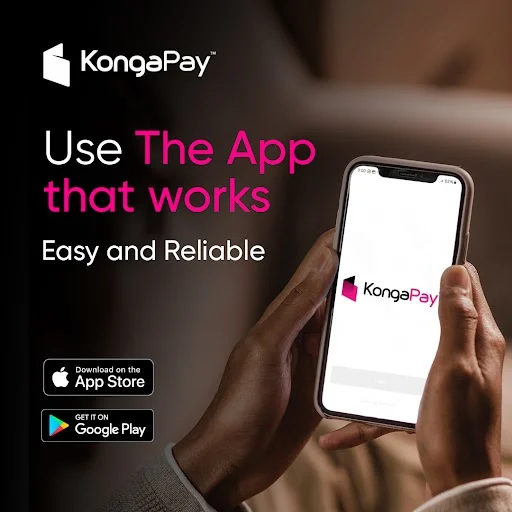 KongaPay™
Use The App
that works
Easy and Reliable
KongaPay
Download on the
App Store
GET IT ON
Google Play